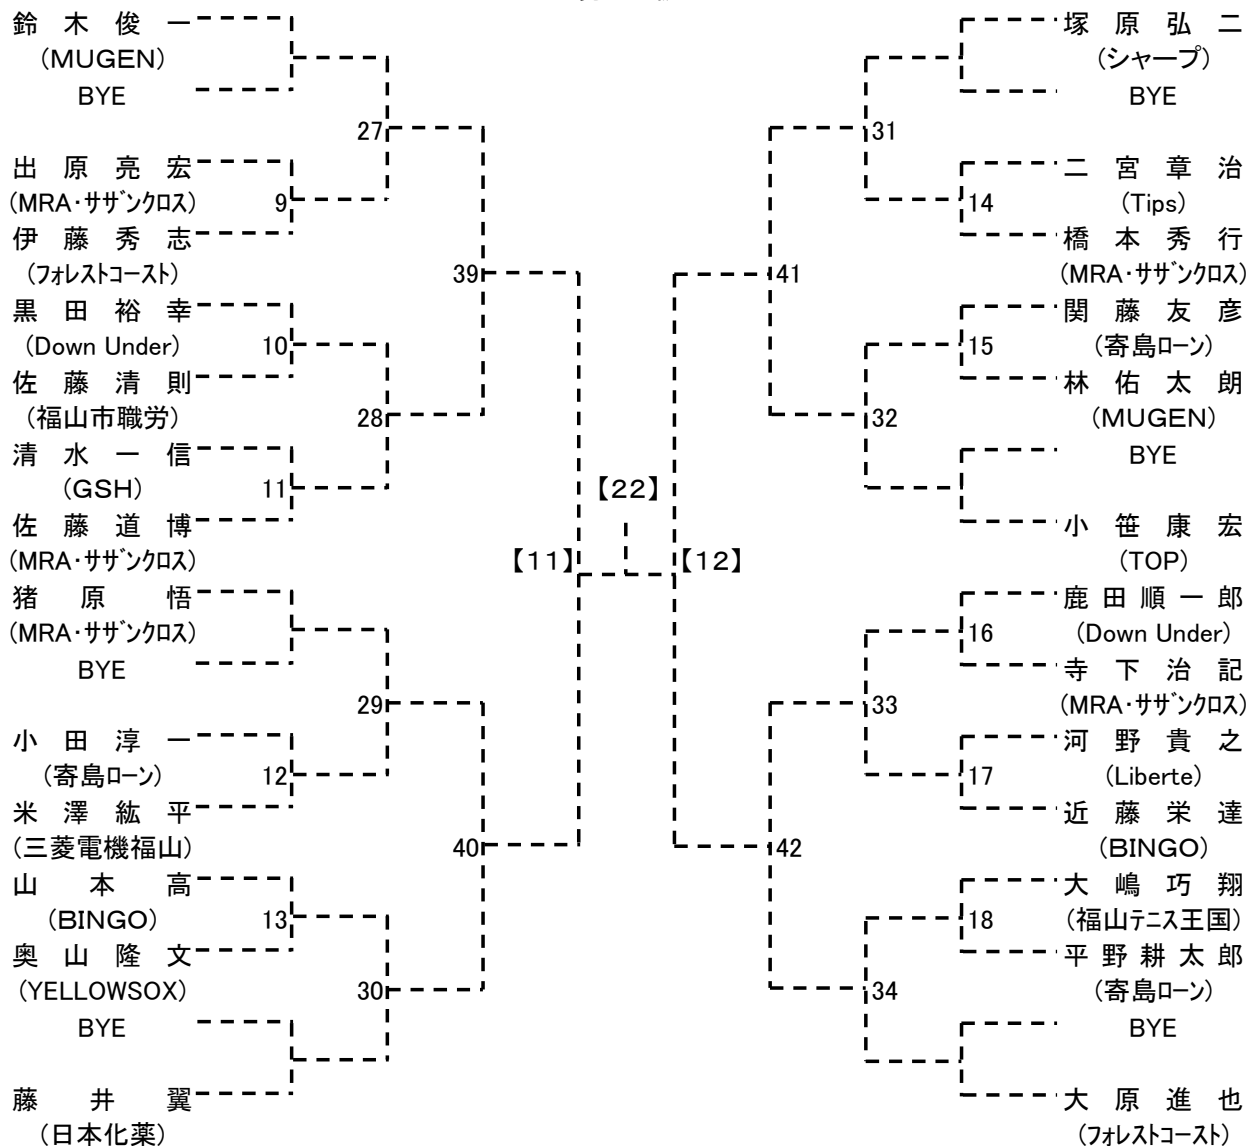 鈴木俊一
(MUGEN)
BYE
27
出原亮宏
(MRA・サザンクロス)
9
伊藤秀志
(フォレストコースト)
39
黒田裕幸
(Down Under)
10
佐藤清則
(福山市職労)
28
清水一信
(GSH)
11
佐藤道博
(MRA・サザンクロス)
【11】
猪原悟
(MRA・サザンクロス)
BYE
29
小田淳一
(寄島ローン)
12
米澤紘平
(三菱電機福山)
40
山本高
(BINGO)
13
奥山隆文
(YELLOWSOX)
30
BYE
藤井翼
(日本化薬)
【22】
塚原弘二
(シャープ)
BYE
31
二宮章治
14
(Tips)
橋本秀行
(MRA・サザンクロス)
41
関藤友彦
15
(寄島ローン)
林佑太朗
(MUGEN)
32
BYE
小笹康宏
(TOP)
【12】
鹿田順一郎
16
(Down Under)
寺下治記
(MRA・サザンクロス)
33
河野貴之
17
(Liberte)
近藤栄達
(BINGO)
42
大嶋巧翔
18
(福山テニス王国)
平野耕太郎
(寄島ローン)
34
BYE
大原進也
(フォレストコースト)